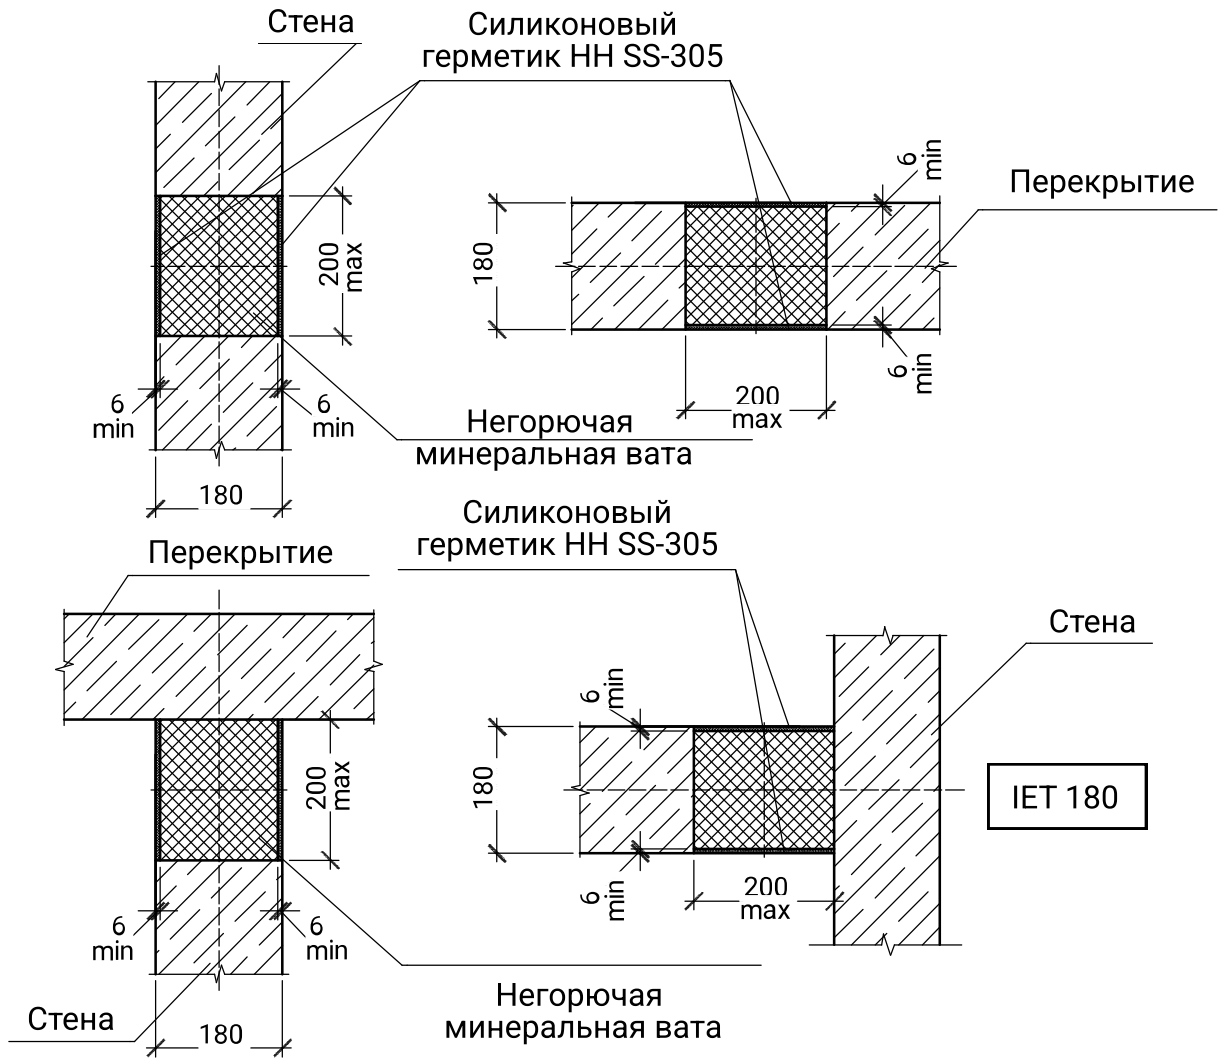 Стена
Силиконовый
герметик НН SS-305
6
min
Перекрытие
200
max
180
6
min
6
min
6
min
200
max
Негорючая
минеральная вата
180
Силиконовый
герметик НН SS-305
Перекрытие
Стена
6
min
200
max
180
IET 180
6
min
200
max
6
min
6
min
Негорючая
минеральная вата
Стена
180